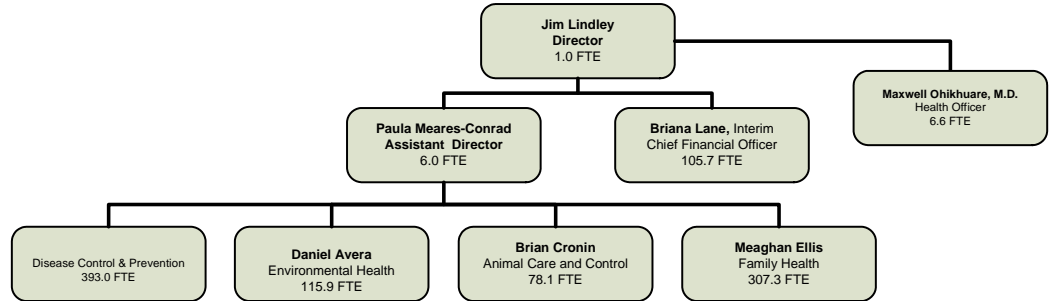 Jim Lindley
Director
1.0 FTE
Maxwell Ohikhuare, M.D.
Health Officer
6.6 FTE
Paula Meares-Conrad
Assistant Director
6.0 FTE
Briana Lane, Interim
Chief Financial Officer
105.7 FTE
Disease Control & Prevention
393.0 FTE
Daniel Avera
Environmental Health
115.9 FTE
Brian Cronin
Animal Care and Control
78.1 FTE
Meaghan Ellis
Family Health
307.3 FTE